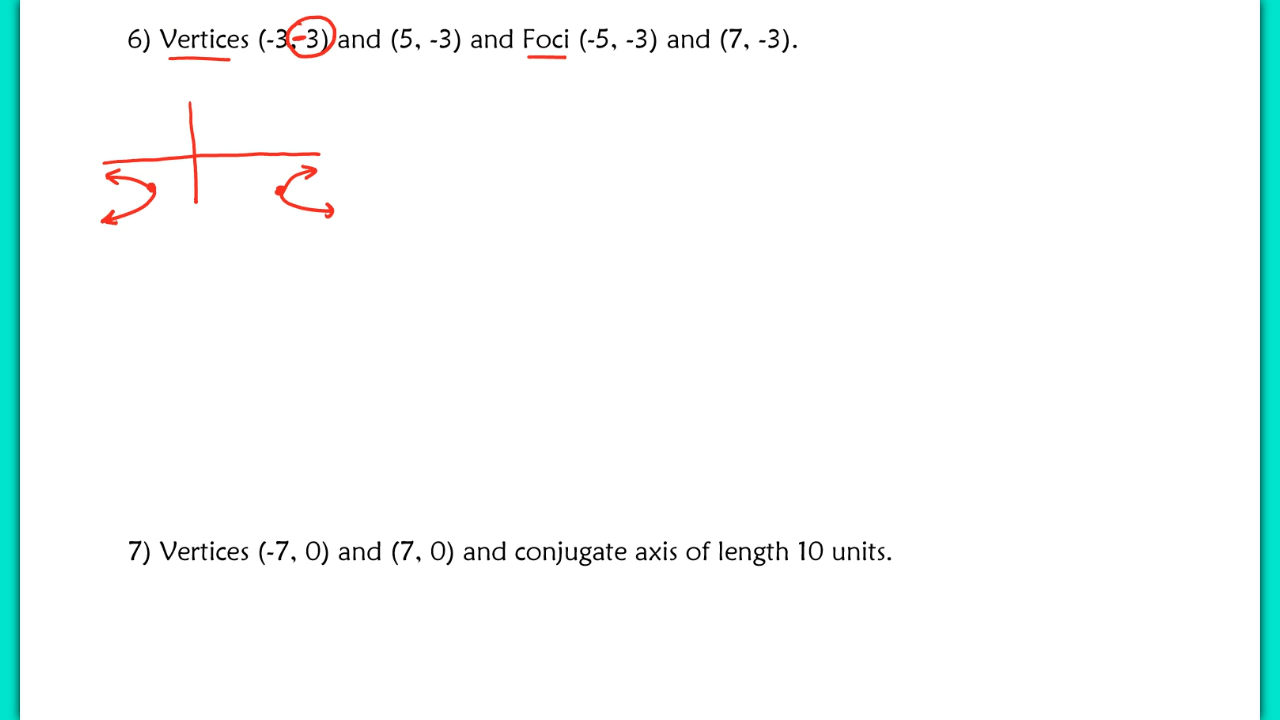 6) Vertices (-3, -3) and (5, -3) and Foci (-5, -3) and (7, -3).
7) Vertices (-7, 0) and (7, 0) and conjugate axis of length 10 units.